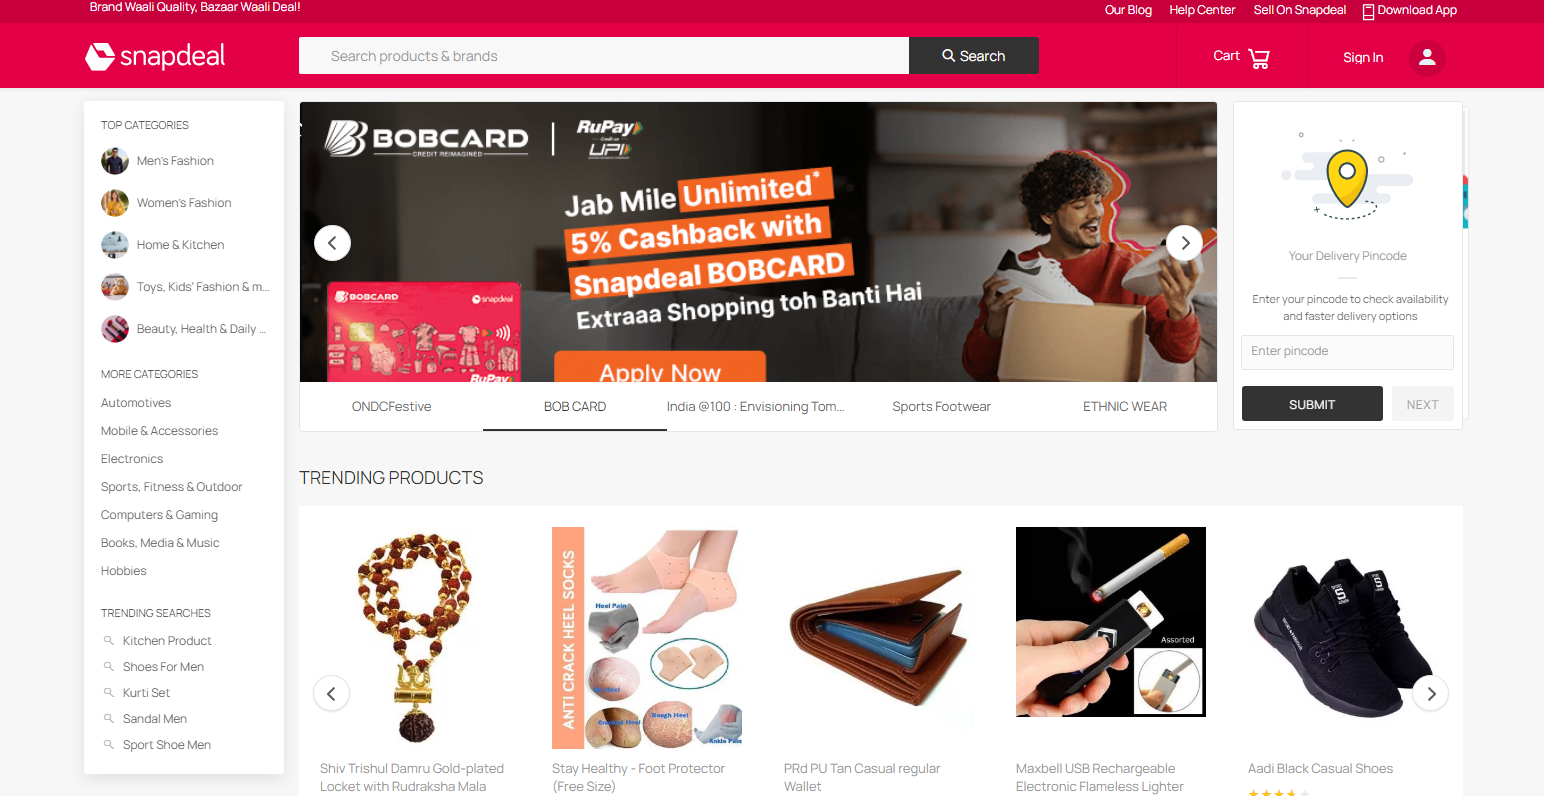 Brand Waali Quality, Bazaar Waali Deal!
Our Blog
Help Center
Sell On Snapdeal
Download App
snapdeal
Search products & brands
Search
Cart
Sign In
TOP CATEGORIES
Men's Fashion
Women's Fashion
Home & Kitchen
Toys, Kids' Fashion & m...
Beauty, Health & Daily ...
MORE CATEGORIES
Automotives
Mobile & Accessories
Electronics
Sports, Fitness & Outdoor
Computers & Gaming
Books, Media & Music
Hobbies
TRENDING SEARCHES
Kitchen Product
Shoes For Men
Kurti Set
Sandal Men
Sport Shoe Men
BOBCARD
CREDIT REIMAGINED
RuPay
Credit on
UPI
Jab Mile Unlimited*
5% Cashback with
Snapdeal BOBCARD
Extraaa Shopping toh Banti Hai
BOBCARD
snapdeal
RuPay
Apply Now
ONDCFestive
BOB CARD
India @100 : Envisioning Tom...
Sports Footwear
ETHNIC WEAR
Your Delivery Pincode
Enter your pincode to check availability
and faster delivery options
Enter pincode
SUBMIT
NEXT
TRENDING PRODUCTS
ANTI CRACK HEEL SOCKS
Heel Pain
Cracked Heel
Rough Heel
Ankle Pain
Assorted
Shiv Trishul Damru Gold-plated
Locket with Rudraksha Mala
Stay Healthy - Foot Protector
(Free Size)
PRd PU Tan Casual regular
Wallet
Maxbell USB Rechargeable
Electronic Flameless Lighter
Aadi Black Casual Shoes